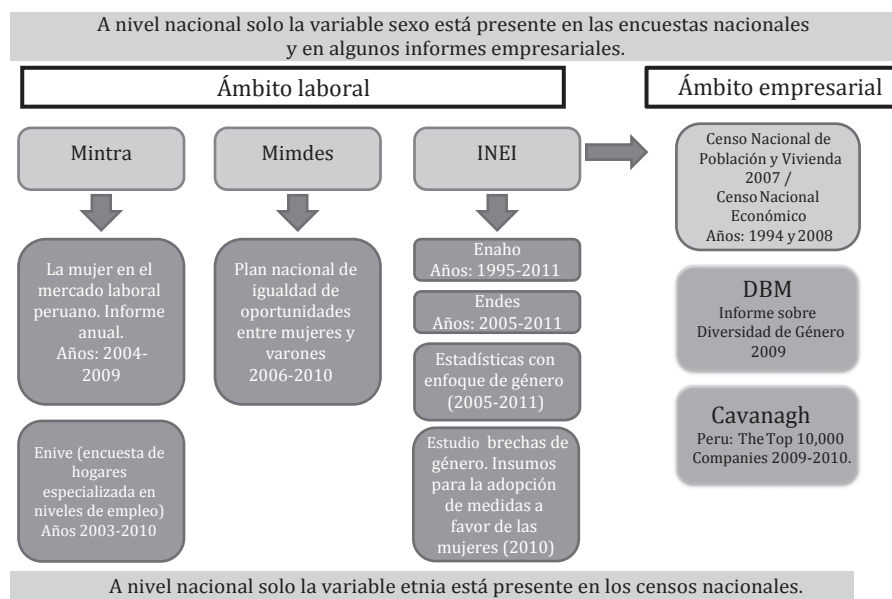 A nivel nacional solo la variable sexo está presente en las encuestas nacionales
y en algunos informes empresariales.
Ámbito laboral
Ámbito empresarial
Mintra
La mujer en el
mercado laboral
peruano. Informe
anual.
Años: 2004-
2009
Enive (encuesta de
hogares
especializada en
niveles de empleo)
Años 2003-2010
Mimdes
Plan nacional de
igualdad de
oportunidades
entre mujeres y
varones
2006-2010
INEI
Enaho
Años: 1995-2011
Endes
Años: 2005-2011
Estadísticas con
enfoque de género
(2005-2011)
Estudio brechas de
género. Insumos
para la adopción
de medidas a
favor de las
mujeres (2010)
Censo Nacional de
Población y Vivienda
2007 /
Censo Nacional
Económico
Años: 1994 y 2008
DBM
Informe sobre
Diversidad de Género
2009
Cavanagh
Peru: The Top 10,000
Companies 2009-2010.
A nivel nacional solo la variable etnia está presente en los censos nacionales.